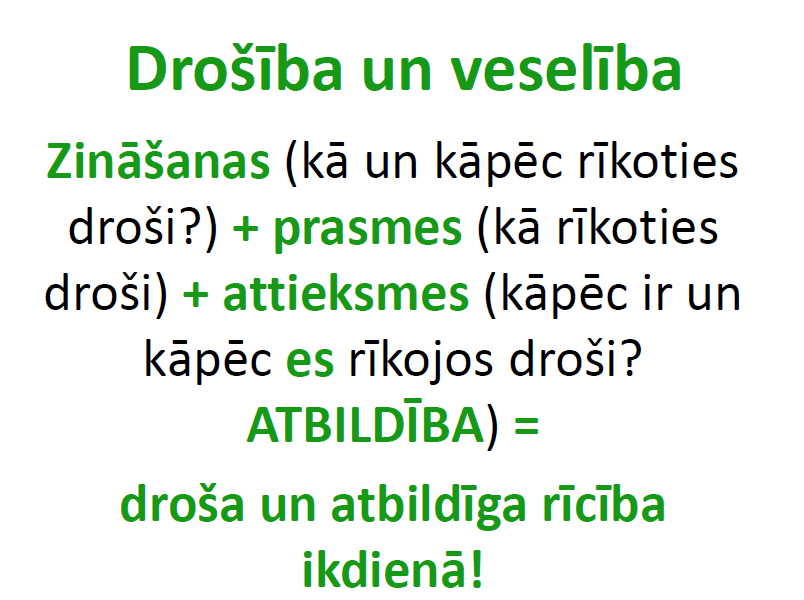 Drošība un veselība
Zināšanas (kā un kāpēc rīkoties
droši?) + prasmes (kā rīkoties
droši) + attieksmes (kāpēc ir un
kāpēc es rīkojos droši?
ATBILDĪBA) =
droša un atbildīga rīcība
ikdienā!